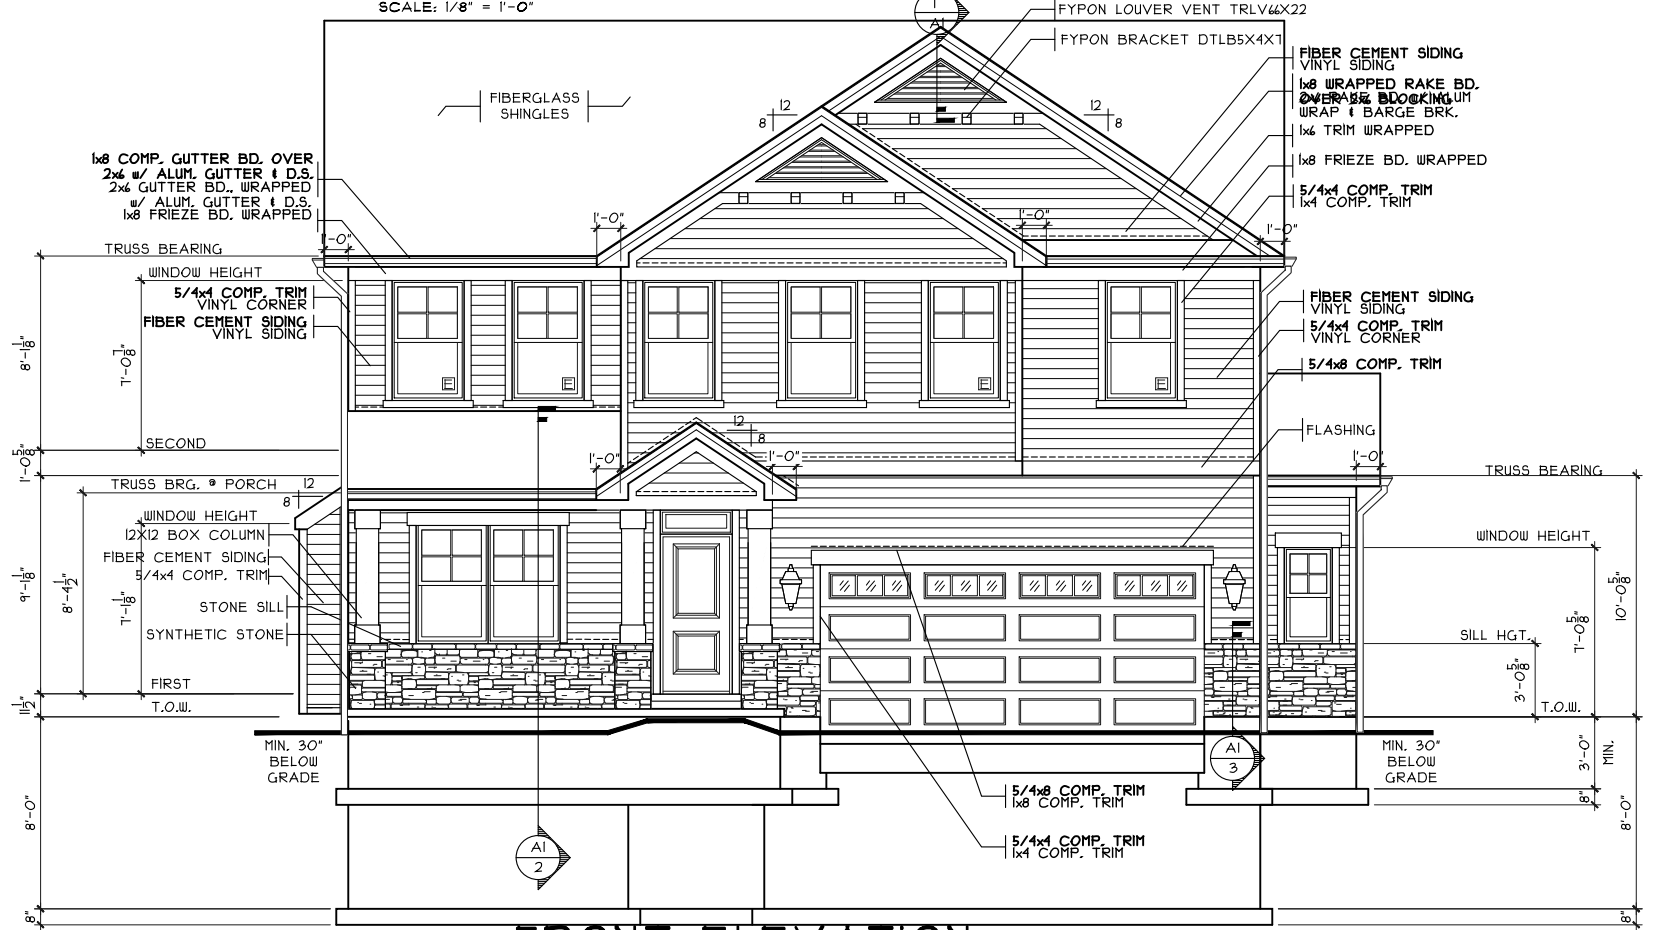 SCALE: 1/8" = 1'-0"
1
A1
FYPON LOUVER VENT TRLV66X22
FYPON BRACKET DTLB5X4X7
FIBER CEMENT SIDING
VINYL SIDING
1x8 WRAPPED RAKE BD.
OVER 2x6 BLOCKING
WRAP & BARGE BRK.
1x6 TRIM WRAPPED
1x8 FRIEZE BD. WRAPPED
5/4x4 COMP. TRIM
1x4 COMP. TRIM
FIBERGLASS
SHINGLES
12
8
12
8
1x8 COMP. GUTTER BD. OVER
2x6 w/ ALUM. GUTTER & D.S.
2x6 GUTTER BD., WRAPPED
w/ ALUM. GUTTER & D.S.
1x8 FRIEZE BD. WRAPPED
1'-0"
1'-0"
1'-0"
1'-0"
TRUSS BEARING
WINDOW HEIGHT
5/4x4 COMP. TRIM
VINYL CORNER
FIBER CEMENT SIDING
VINYL SIDING
FIBER CEMENT SIDING
VINYL SIDING
5/4x4 COMP. TRIM
VINYL CORNER
5/4x8 COMP. TRIM
8'-1 1/8"
7'-0 7/8"
E
E
E
E
E
12
8
FLASHING
SECOND
1'-0 5/8"
1'-0"
1'-0"
1'-0"
TRUSS BEARING
TRUSS BRG. @ PORCH
12
8
WINDOW HEIGHT
12X12 BOX COLUMN
FIBER CEMENT SIDING
5/4x4 COMP. TRIM
STONE SILL
SYNTHETIC STONE
WINDOW HEIGHT
9'-1 1/8"
8'-4 1/2"
7'-1 1/8"
10'-0 5/8"
7'-0 5/8"
SILL HGT.
3'-0 5/8"
FIRST
T.O.W.
11 1/2"
T.O.W.
MIN. 30"
BELOW
GRADE
A1
3
MIN. 30"
BELOW
GRADE
3'-0"
MIN.
8"
5/4x8 COMP. TRIM
1x8 COMP. TRIM
5/4x4 COMP. TRIM
1x4 COMP. TRIM
8'-0"
8'-0"
A1
2
8"
8"
FRONT ELEVATION